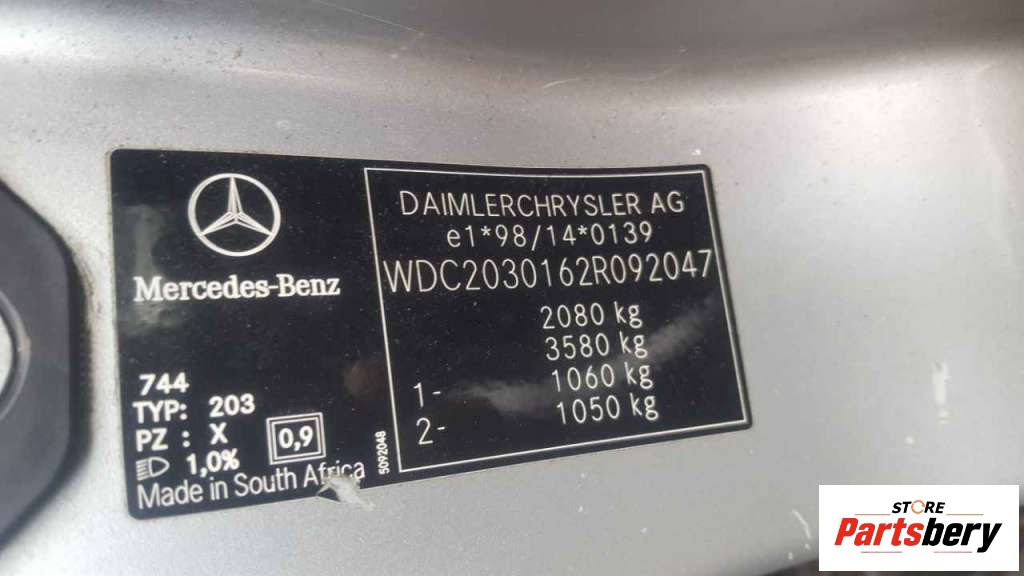 Mercedes-Benz
744
TYP: 203
PZ : X
1,0%
0,9
Made in South Africa
5092048
DAIMLERCHRYSLER AG
e1*98/14*0139
WDC2030162R092047
2080 kg
3580 kg
1- 1060 kg
2- 1050 kg
STORE
Partsbery